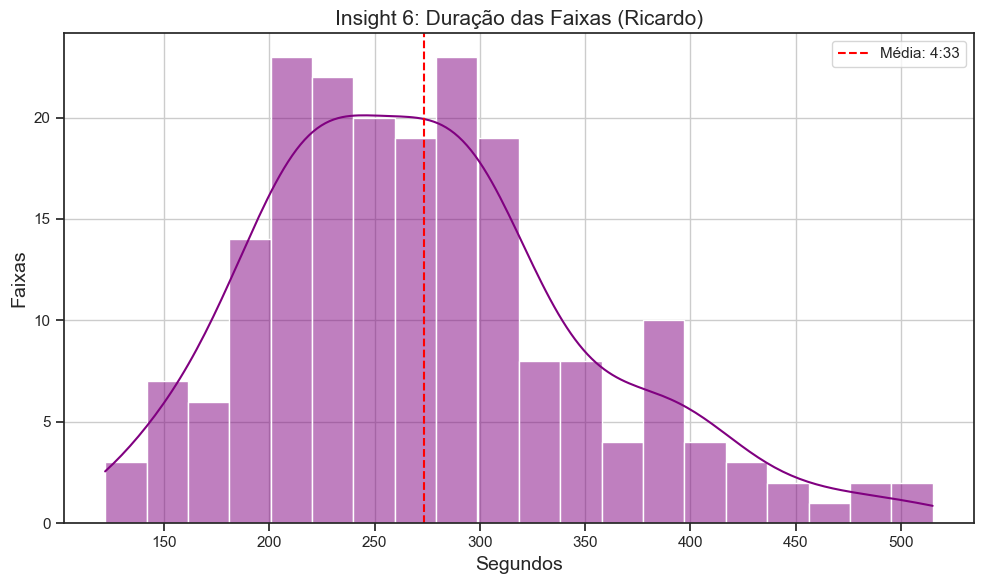 Insight 6: Duração das Faixas (Ricardo)
Média: 4:33
Faixas
20
15
10
5
0
150 200 250 300 350 400 450 500
Segundos